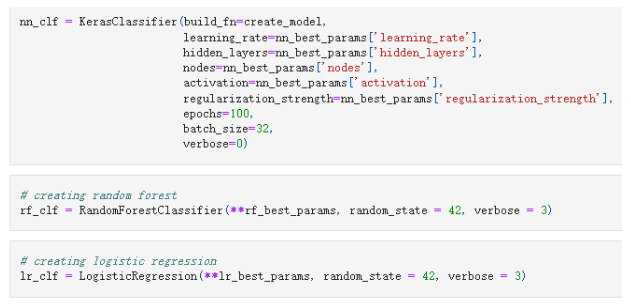 nn_clf = KerasClassifier(build_fn=create_model,
learning_rate=nn_best_params['learning_rate'],
hidden_layers=nn_best_params['hidden_layers'],
nodes=nn_best_params['nodes'],
activation=nn_best_params['activation'],
regularization_strength=nn_best_params['regularization_strength'],
epochs=100,
batch_size=32,
verbose=0)
# creating random forest
rf_clf = RandomForestClassifier(**rf_best_params, random_state = 42, verbose = 3)
# creating logistic regression
lr_clf = LogisticRegression(**lr_best_params, random_state = 42, verbose = 3)